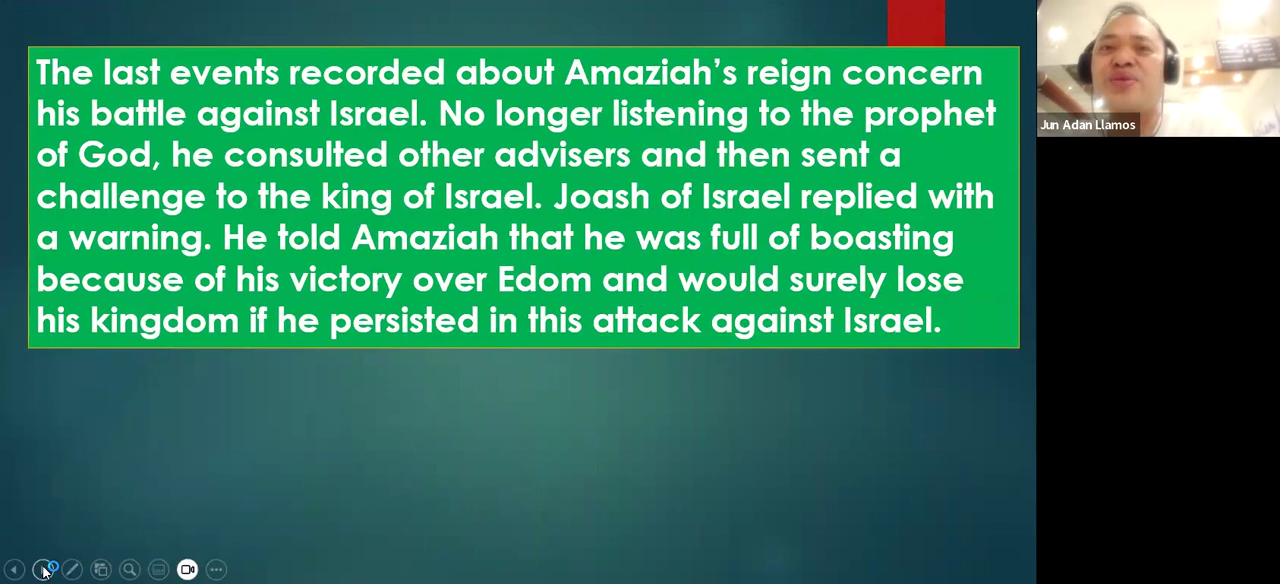 The last events recorded about Amaziah’s reign concern
his battle against Israel. No longer listening to the prophet
of God, he consulted other advisers and then sent a
challenge to the king of Israel. Joash of Israel replied with
a warning. He told Amaziah that he was full of boasting
because of his victory over Edom and would surely lose
his kingdom if he persisted in this attack against Israel.
Jun Adan Llamos